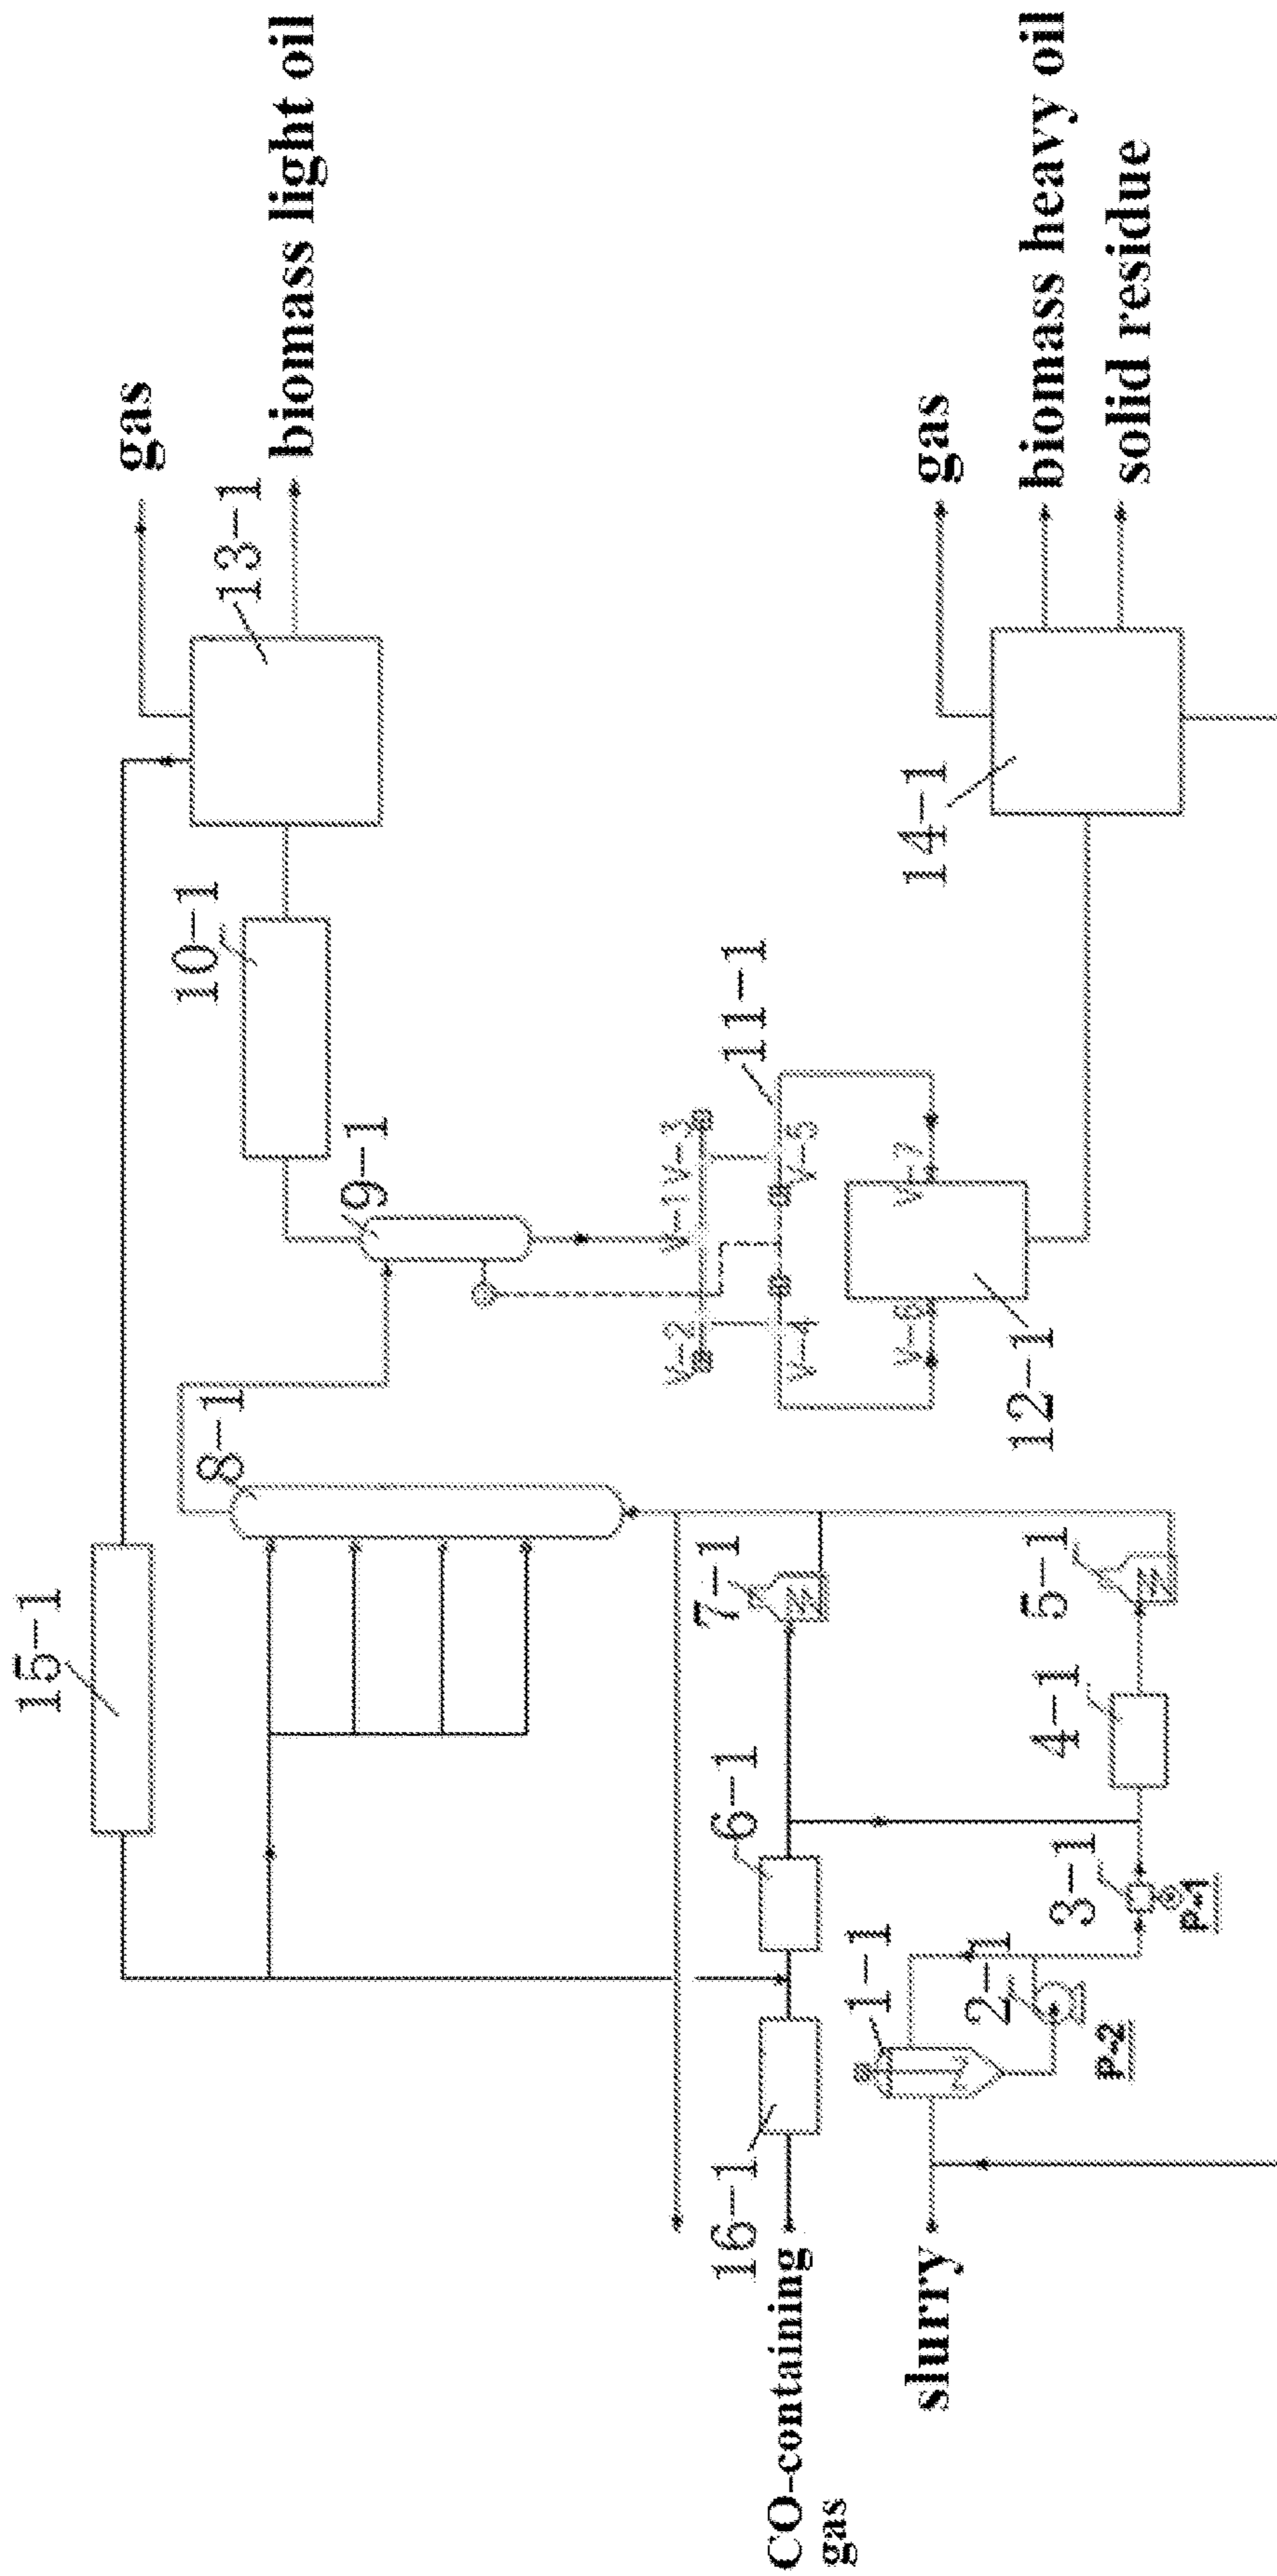 gas
biomass light oil
15-1
13-1
10-1
8-1
9-1
gas
biomass heavy oil
solid residue
14-1
11-1
V-1
V-3
V-2
V-5
V-4
V-7
V-6
12-1
7-1
6-1
16-1
CO-containing
gas
5-1
4-1
3-1
P-1
1-1
2-1
P-2
slurry